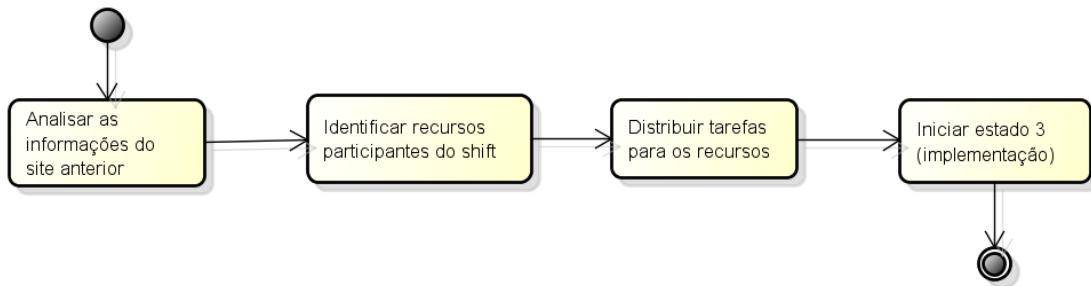 Analisar as
informações do
site anterior
Identificar recursos
participantes do shift
Distribuir tarefas
para os recursos
Iniciar estado 3
(implementação)